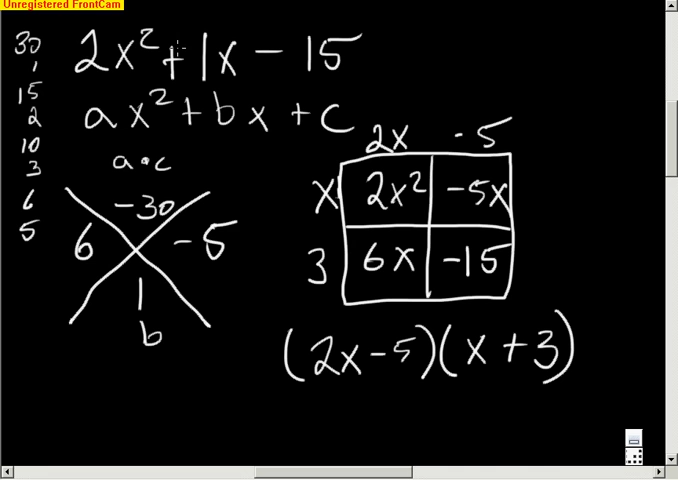 Unregistered FrontCam
30
1
15
2
10
3
6
5
2x² + 1x - 15
ax² + bx + c
a • c
-30
6 -5
1
b
2x -5
x 2x² -5x
3 6x -15
(2x - 5)(x + 3)